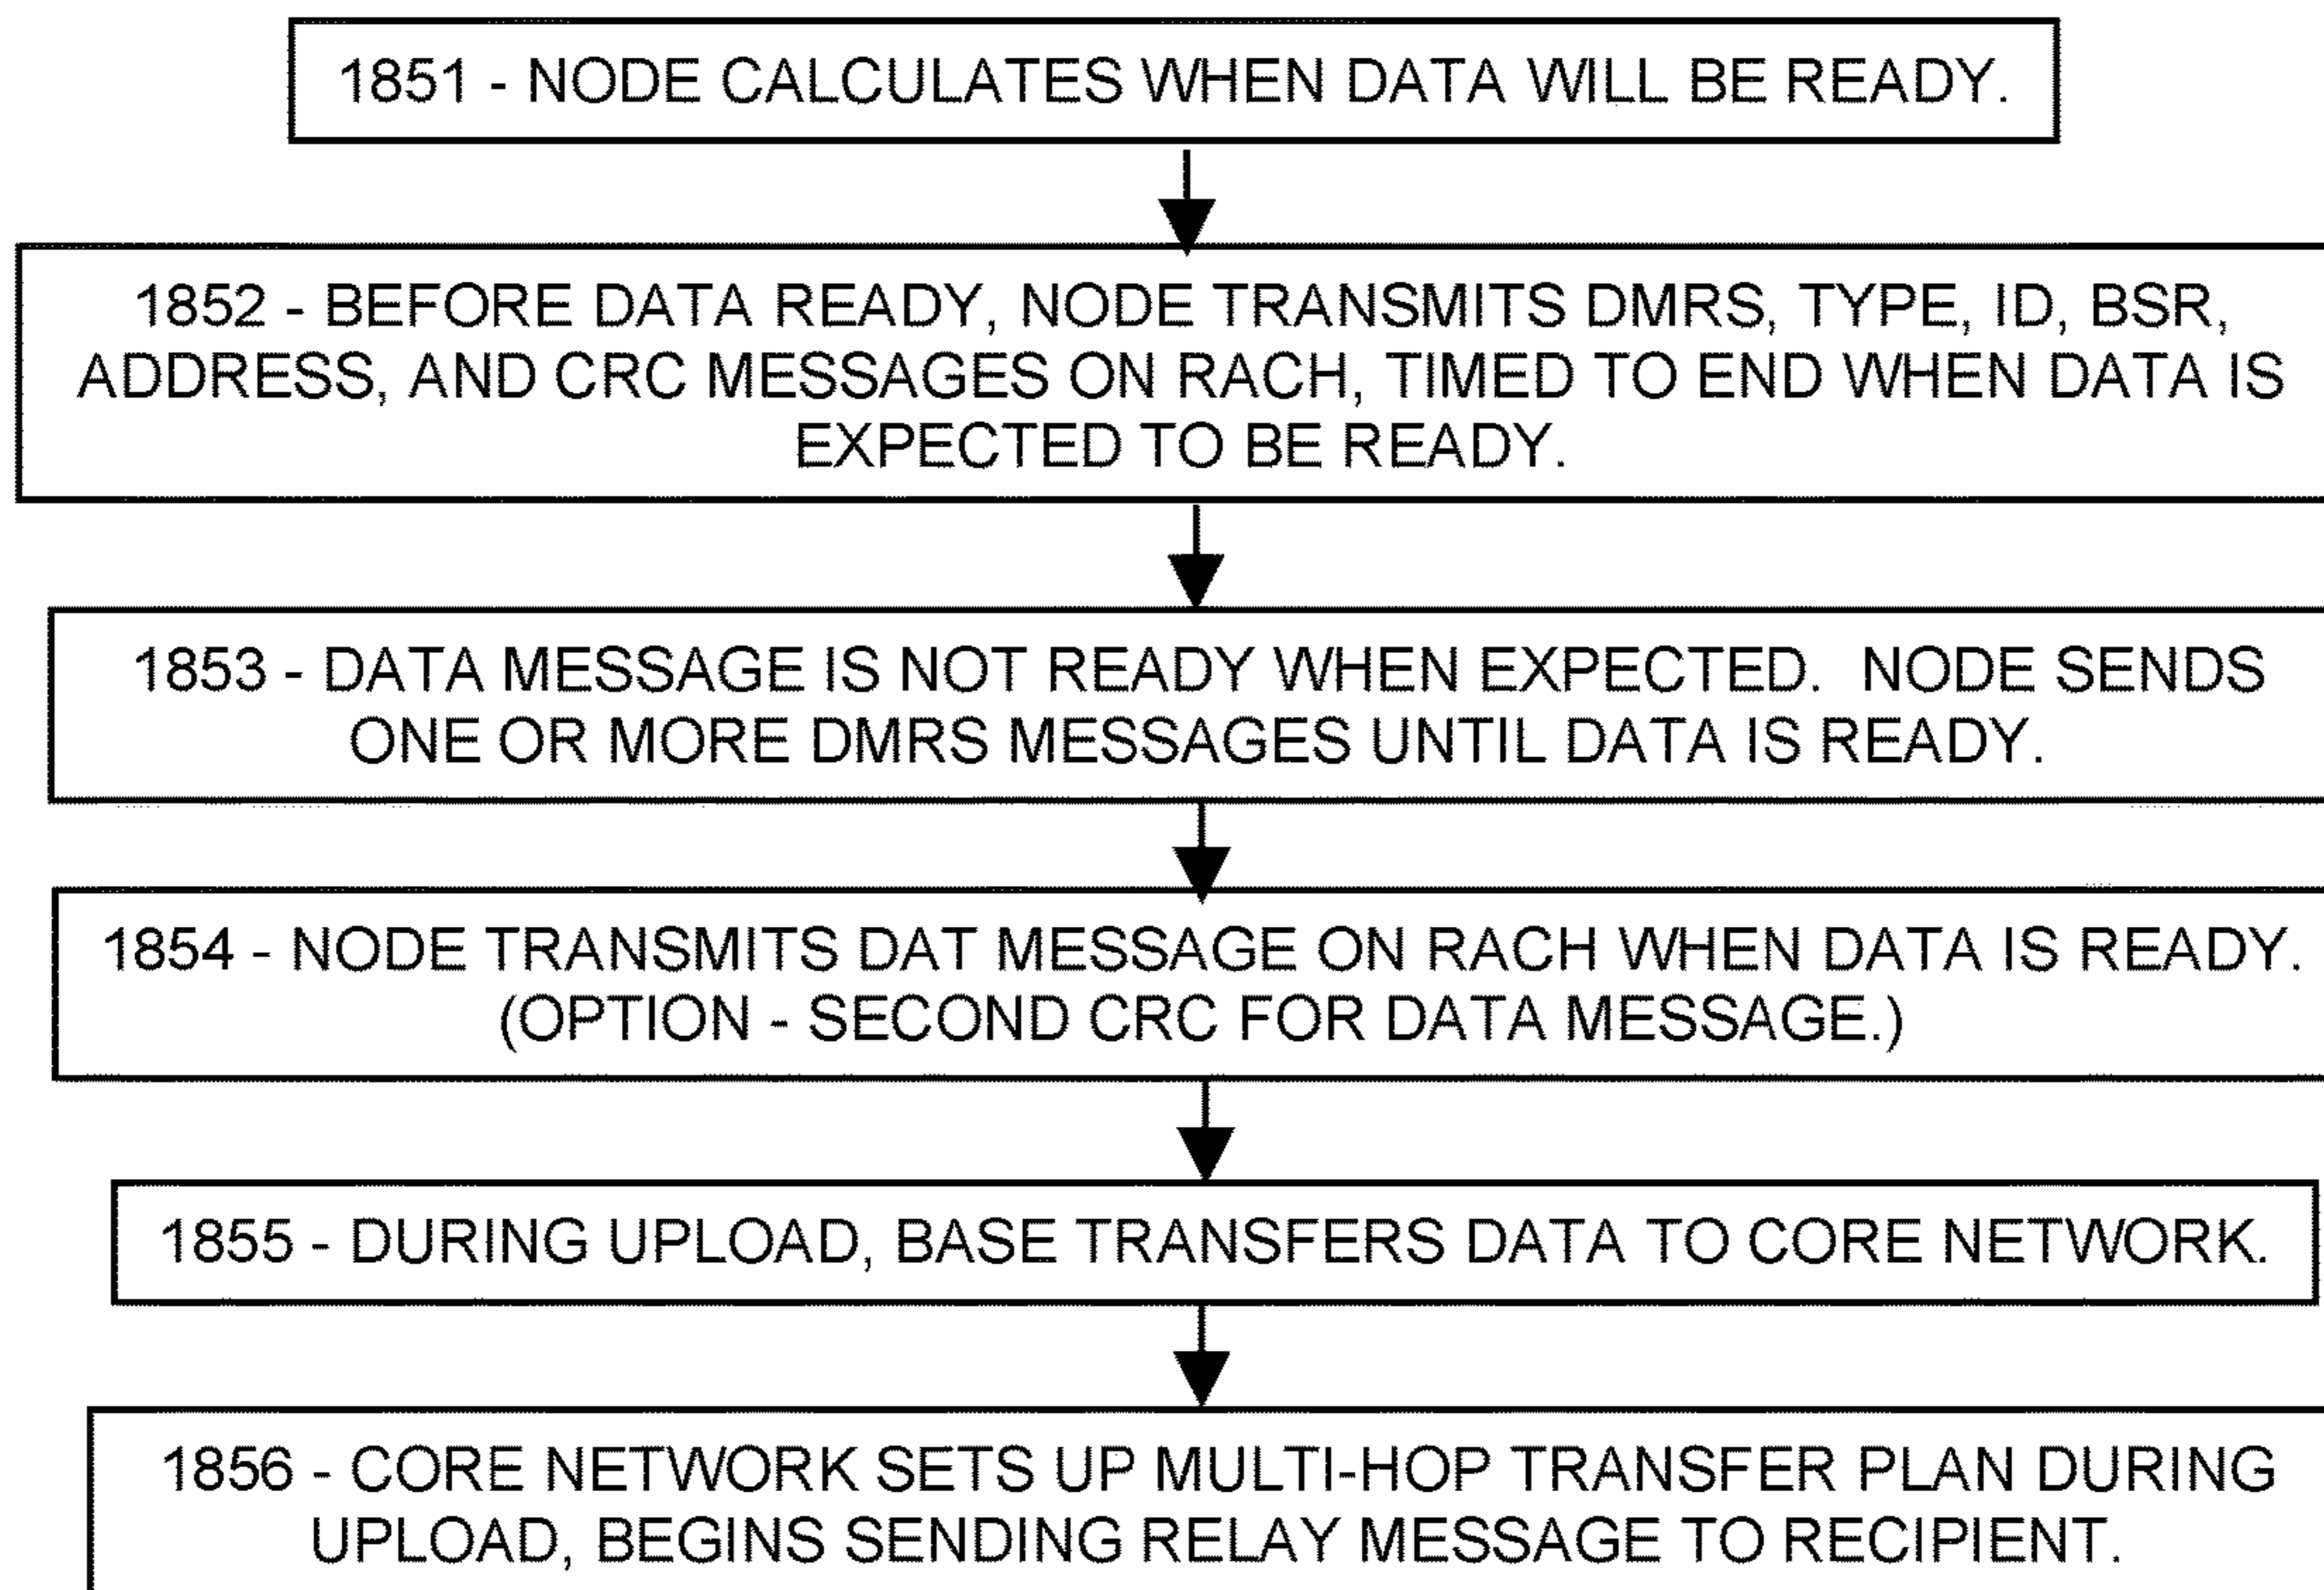 1851 - NODE CALCULATES WHEN DATA WILL BE READY.
1852 - BEFORE DATA READY, NODE TRANSMITS DMRS, TYPE, ID, BSR,
ADDRESS, AND CRC MESSAGES ON RACH, TIMED TO END WHEN DATA IS
EXPECTED TO BE READY.
1853 - DATA MESSAGE IS NOT READY WHEN EXPECTED. NODE SENDS
ONE OR MORE DMRS MESSAGES UNTIL DATA IS READY.
1854 - NODE TRANSMITS DAT MESSAGE ON RACH WHEN DATA IS READY.
(OPTION - SECOND CRC FOR DATA MESSAGE.)
1855 - DURING UPLOAD, BASE TRANSFERS DATA TO CORE NETWORK.
1856 - CORE NETWORK SETS UP MULTI-HOP TRANSFER PLAN DURING
UPLOAD, BEGINS SENDING RELAY MESSAGE TO RECIPIENT.